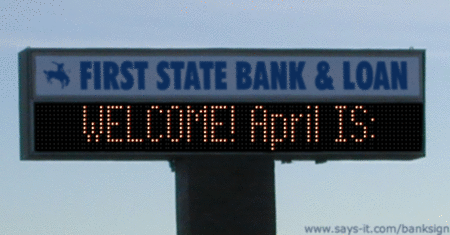 FIRST STATE BANK & LOAN
WELCOME! April IS:
www.says-it.com/banksign